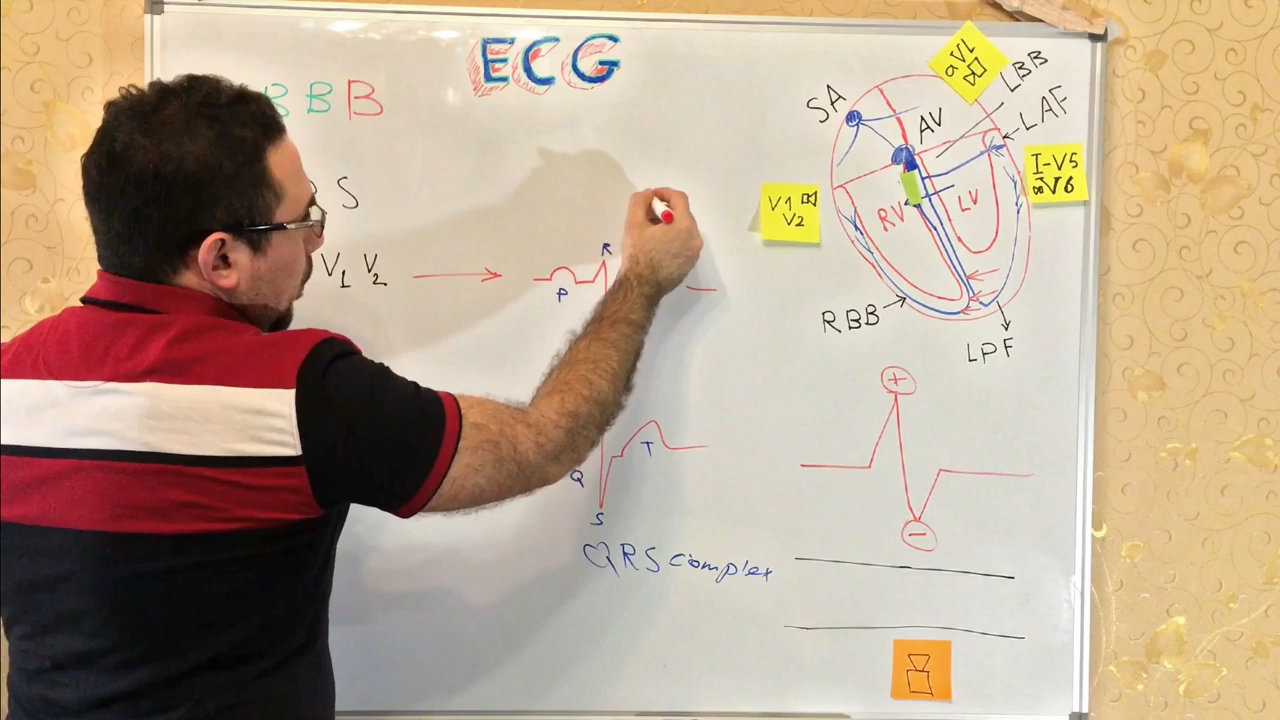 ECG
BBB
S
V1 V2
R
P
Q
S
T
QRS complex
SA
AV
LBB
LAF
aVL
I-V5
V6
V1
V2
RV
LV
RBB
LPF
+
-